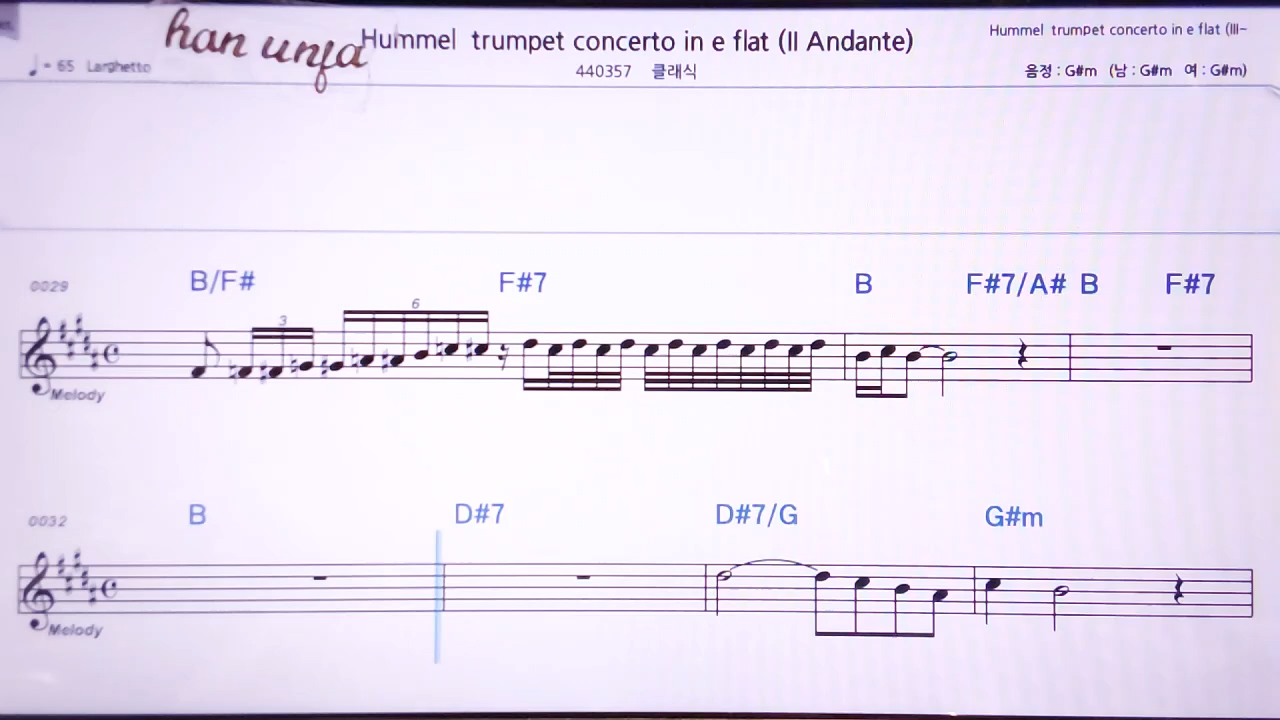 han unfa
Hummel trumpet concerto in e flat (II Andante)
Hummel trumpet concerto in e flat (III-
♩ = 65 Larghetto
440357 클래식
음정 : G#m (남 : G#m 여 : G#m)
0029 B/F# F#7 B F#7/A# B F#7
3 6
Melody
0032 B D#7 D#7/G G#m
Melody